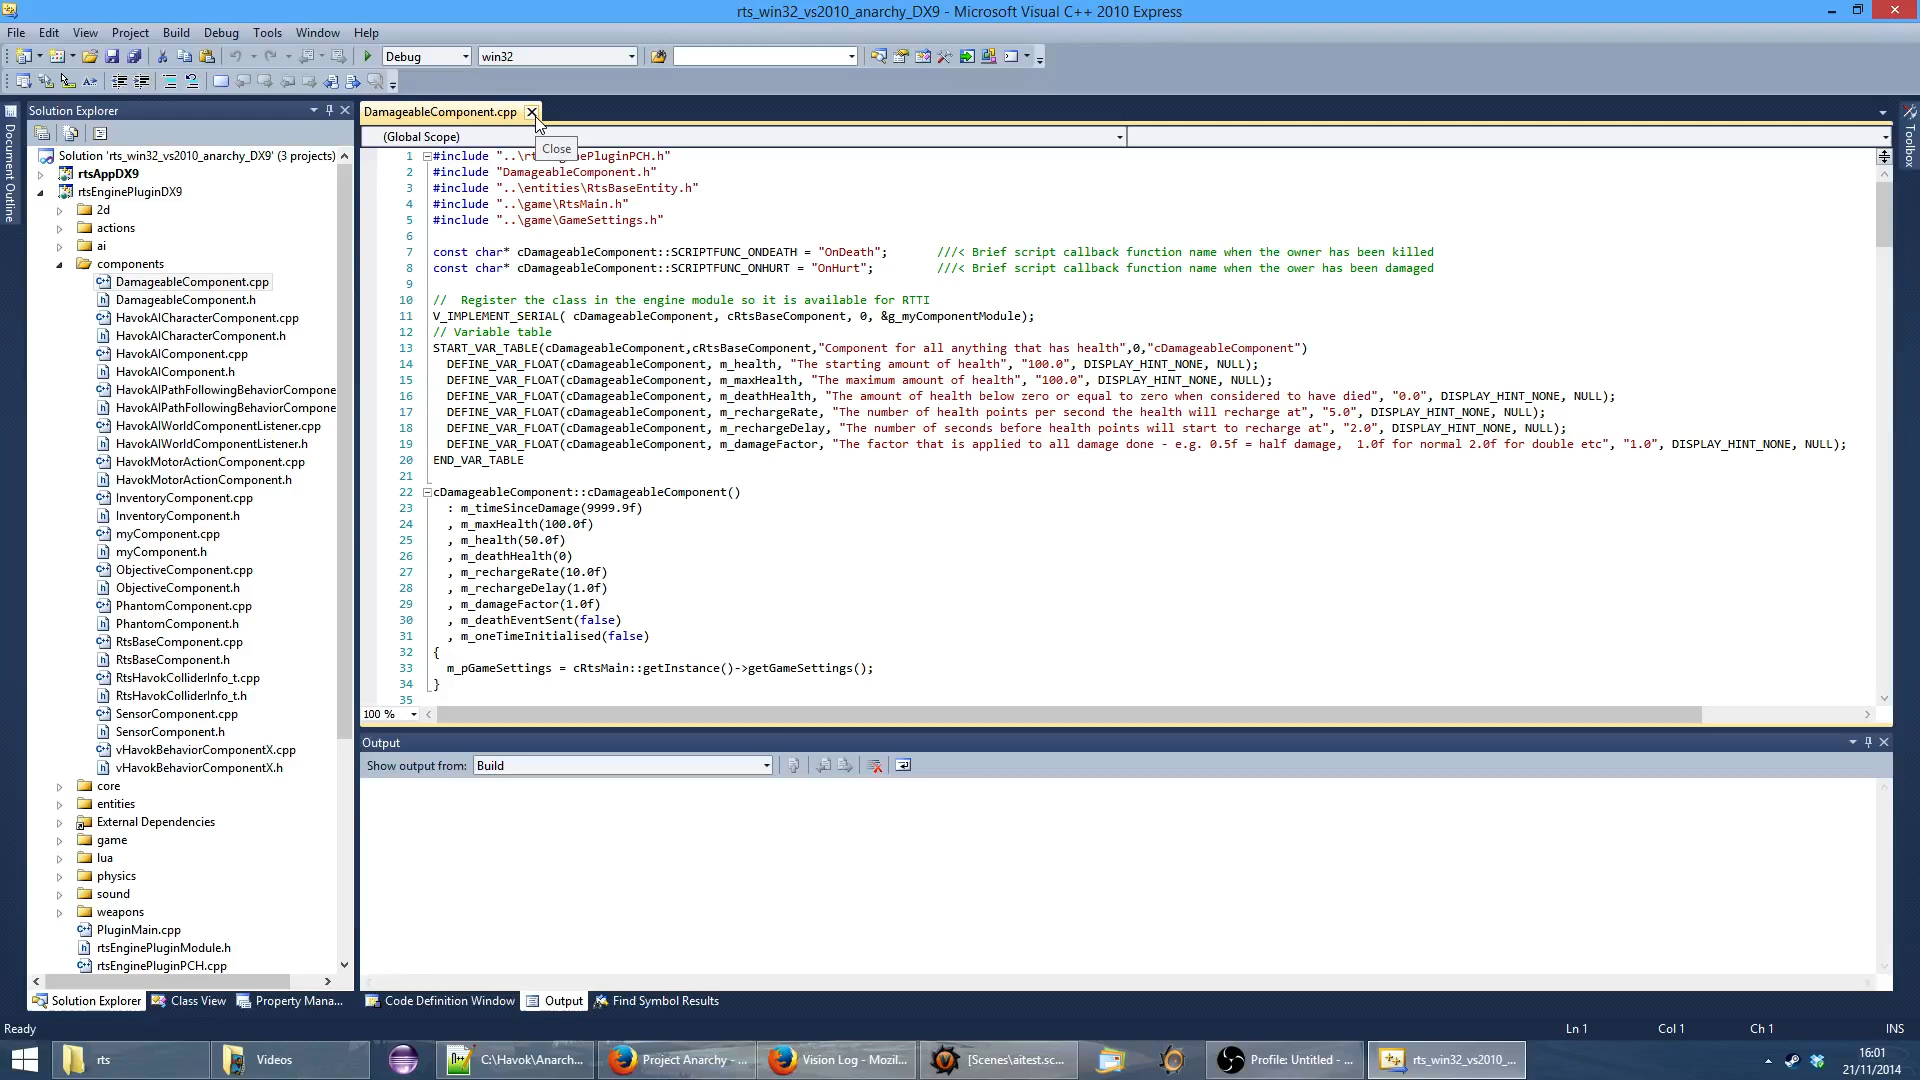 rts_win32_vs2010_anarchy_DX9 - Microsoft Visual C++ 2010 Express
File Edit View Project Build Debug Tools Window Help
Debug win32
Document Outline
Solution Explorer
Solution 'rts_win32_vs2010_anarchy_DX9' (3 projects)
rtsAppDX9
rtsEnginePluginDX9
2d
actions
ai
components
DamageableComponent.cpp
DamageableComponent.h
HavokAICharacterComponent.cpp
HavokAICharacterComponent.h
HavokAIComponent.cpp
HavokAIComponent.h
HavokAIPathFollowingBehaviorCompone
HavokAIPathFollowingBehaviorCompone
HavokAIWorldComponentListener.cpp
HavokAIWorldComponentListener.h
HavokMotorActionComponent.cpp
HavokMotorActionComponent.h
InventoryComponent.cpp
InventoryComponent.h
myComponent.cpp
myComponent.h
ObjectiveComponent.cpp
ObjectiveComponent.h
PhantomComponent.cpp
PhantomComponent.h
RtsBaseComponent.cpp
RtsBaseComponent.h
RtsHavokColliderInfo_t.cpp
RtsHavokColliderInfo_t.h
SensorComponent.cpp
SensorComponent.h
vHavokBehaviorComponentX.cpp
vHavokBehaviorComponentX.h
core
entities
External Dependencies
game
lua
physics
sound
weapons
PluginMain.cpp
rtsEnginePluginModule.h
rtsEnginePluginPCH.cpp
Solution Explorer Class View Property Mana...
DamageableComponent.cpp
(Global Scope)
Close
Toolbox
1 #include "..\rt ginePluginPCH.h"
2 #include "DamageableComponent.h"
3 #include "..\entities\RtsBaseEntity.h"
4 #include "..\game\RtsMain.h"
5 #include "..\game\GameSettings.h"
6
7 const char* cDamageableComponent::SCRIPTFUNC_ONDEATH = "OnDeath"; ///< Brief script callback function name when the owner has been killed
8 const char* cDamageableComponent::SCRIPTFUNC_ONHURT = "OnHurt"; ///< Brief script callback function name when the ower has been damaged
9
10 // Register the class in the engine module so it is available for RTTI
11 V_IMPLEMENT_SERIAL( cDamageableComponent, cRtsBaseComponent, 0, &g_myComponentModule);
12 // Variable table
13 START_VAR_TABLE(cDamageableComponent,cRtsBaseComponent,"Component for all anything that has health",0,"cDamageableComponent")
14 DEFINE_VAR_FLOAT(cDamageableComponent, m_health, "The starting amount of health", "100.0", DISPLAY_HINT_NONE, NULL);
15 DEFINE_VAR_FLOAT(cDamageableComponent, m_maxHealth, "The maximum amount of health", "100.0", DISPLAY_HINT_NONE, NULL);
16 DEFINE_VAR_FLOAT(cDamageableComponent, m_deathHealth, "The amount of health below zero or equal to zero when considered to have died", "0.0", DISPLAY_HINT_NONE, NULL);
17 DEFINE_VAR_FLOAT(cDamageableComponent, m_rechargeRate, "The number of health points per second the health will recharge at", "5.0", DISPLAY_HINT_NONE, NULL);
18 DEFINE_VAR_FLOAT(cDamageableComponent, m_rechargeDelay, "The number of seconds before health points will start to recharge at", "2.0", DISPLAY_HINT_NONE, NULL);
19 DEFINE_VAR_FLOAT(cDamageableComponent, m_damageFactor, "The factor that is applied to all damage done - e.g. 0.5f = half damage, 1.0f for normal 2.0f for double etc", "1.0", DISPLAY_HINT_NONE, NULL);
20 END_VAR_TABLE
21
22 cDamageableComponent::cDamageableComponent()
23 : m_timeSinceDamage(9999.9f)
24 , m_maxHealth(100.0f)
25 , m_health(50.0f)
26 , m_deathHealth(0)
27 , m_rechargeRate(10.0f)
28 , m_rechargeDelay(1.0f)
29 , m_damageFactor(1.0f)
30 , m_deathEventSent(false)
31 , m_oneTimeInitialised(false)
32 {
33 m_pGameSettings = cRtsMain::getInstance()->getGameSettings();
34 }
35
100 %
Output
Show output from: Build
Code Definition Window Output Find Symbol Results
Ready Ln 1 Col 1 Ch 1 INS
rts Videos C:\Havok\Anarch... Project Anarchy - ... Vision Log - Mozil... [Scenes\aitest.sc... Profile: Untitled - ... rts_win32_vs2010_...
16:01
21/11/2014